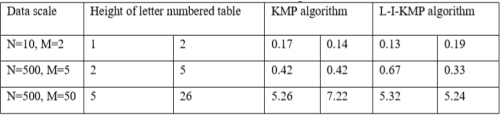 Data scale Height of letter numbered table KMP algorithm L-I-KMP algorithm
N=10, M=2 1 2 0.17 0.14 0.13 0.19
N=500, M=5 2 5 0.42 0.42 0.67 0.33
N=500, M=50 5 26 5.26 7.22 5.32 5.24